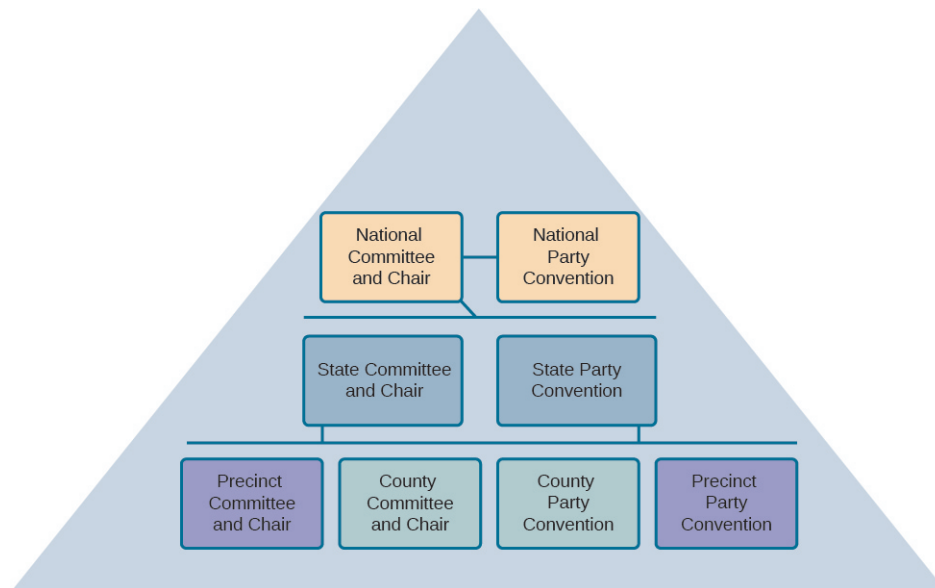 National
Committee
and Chair
National
Party
Convention
State Committee
and Chair
State Party
Convention
Precinct
Committee
and Chair
County
Committee
and Chair
County
Party
Convention
Precinct
Party
Convention